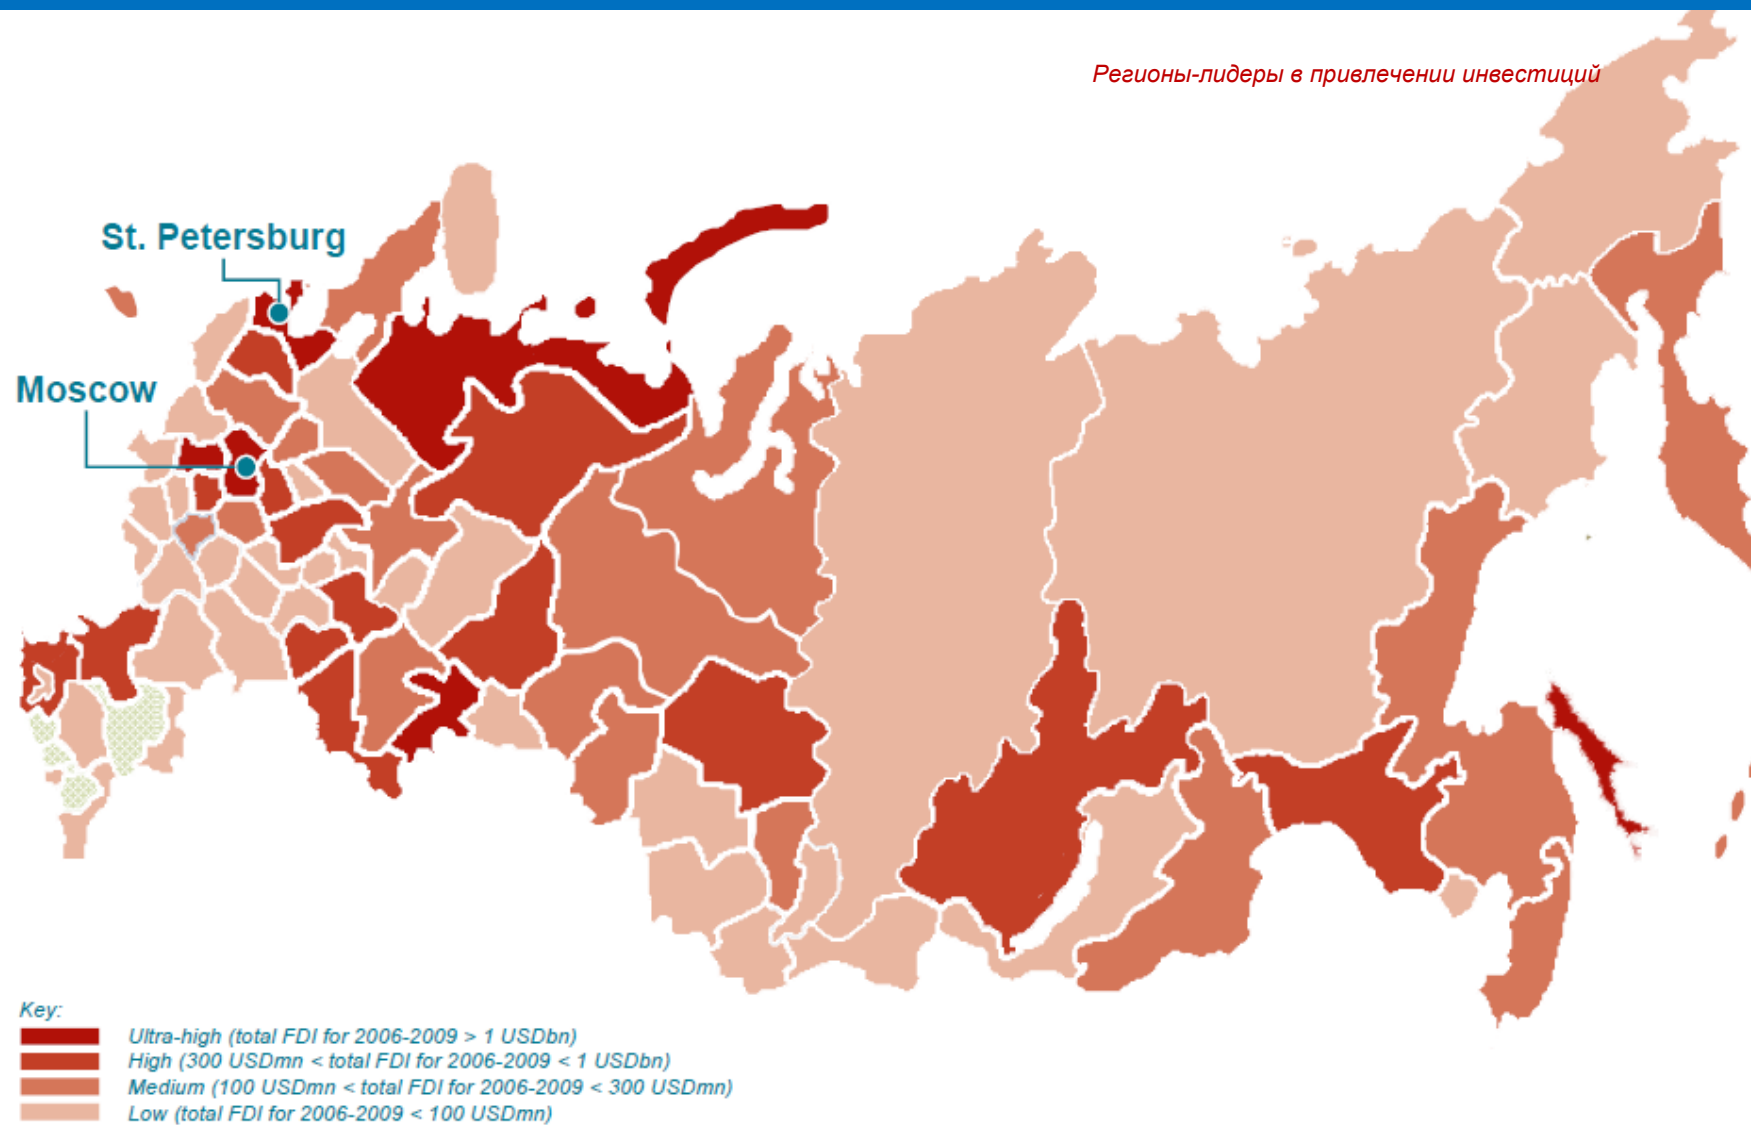 Регионы-лидеры в привлечении инвестиций
St. Petersburg
Moscow
Key:
Ultra-high (total FDI for 2006-2009 > 1 USDbn)
High (300 USDmn < total FDI for 2006-2009 < 1 USDbn)
Medium (100 USDmn < total FDI for 2006-2009 < 300 USDmn)
Low (total FDI for 2006-2009 < 100 USDmn)